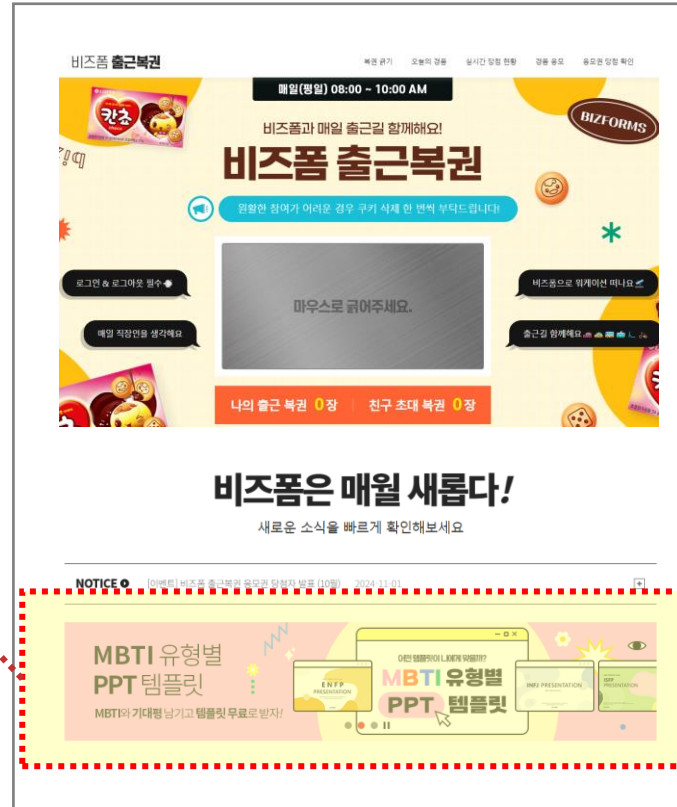 비즈폼 출근복권
복권 긁기 오늘의 경품 실시간 당첨 현황 경품 응모 응모권 당첨 확인
매일(평일) 08:00 ~ 10:00 AM
칸쵸
BIZFORMS
비즈폼과 매일 출근길 함께해요!
비즈폼 출근복권
원활한 참여가 어려운 경우 쿠키 삭제 한 번씩 부탁드립니다!
로그인 & 로그아웃 필수
마우스로 긁어주세요.
비즈폼으로 워케이션 떠나요
매일 직장인을 생각해요
출근길 함께해요
나의 출근 복권 0장 친구 초대 복권 0장
비즈폼은 매월 새롭다!
새로운 소식을 빠르게 확인해보세요
NOTICE [이벤트] 비즈폼 출근복권 응모권 당첨자 발표 (10월) 2024-11-01
MBTI 유형별
PPT 템플릿
MBTI와 기대평 남기고 템플릿 무료로 받자!
어떤 템플릿이 나에게 맞을까?
MBTI 유형별
PPT 템플릿
ENFP
PRESENTATION
INFJ PRESENTATION
PRESENTATION